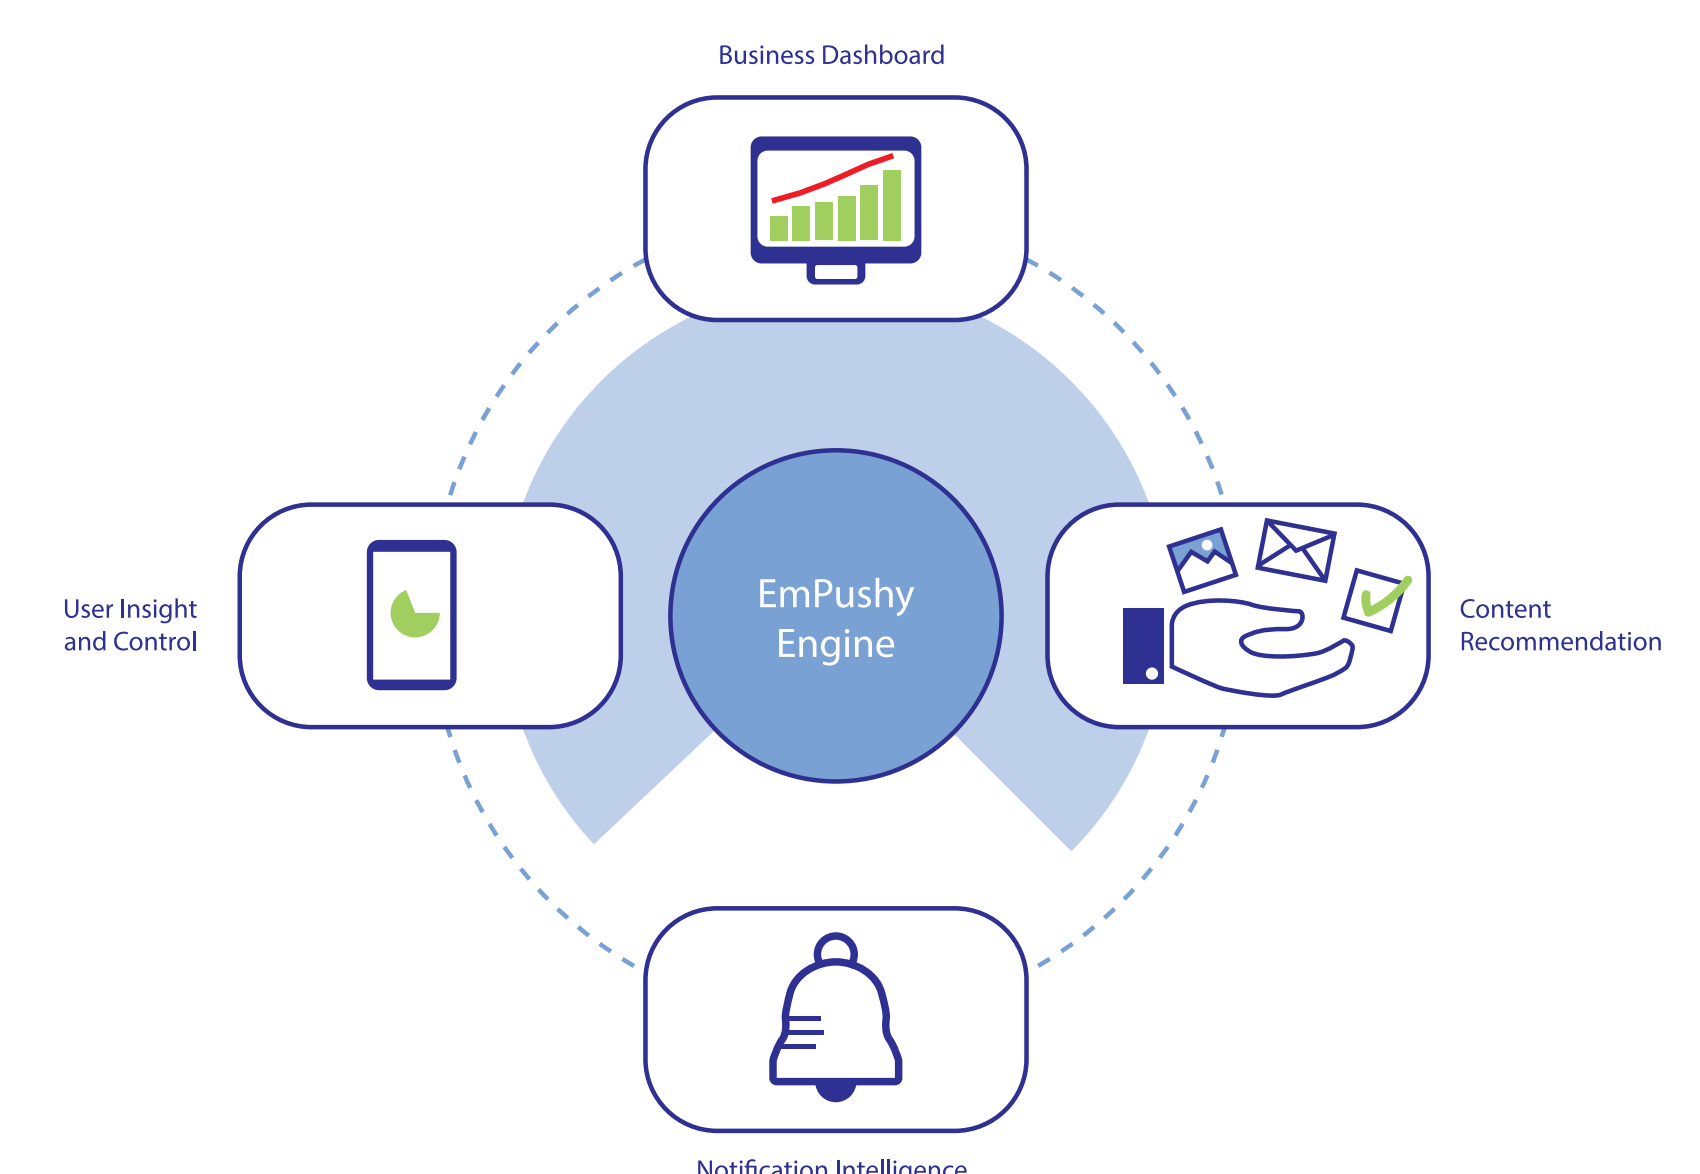 Business Dashboard
User Insight
and Control
EmPushy
Engine
Content
Recommendation
Notification Intelligence